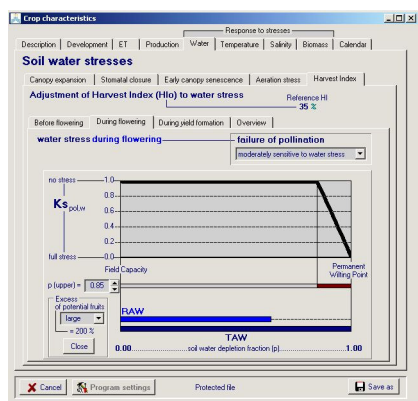 Crop characteristics
Response to stresses
Description Development ET Production Water Temperature Salinity Biomass Calendar
Soil water stresses
Canopy expansion Stomatal closure Early canopy senescence Aeration stress Harvest Index
Adjustment of Harvest Index (HIo) to water stress
Reference HI
35 %
Before flowering During flowering During yield formation Overview
water stress during flowering
failure of pollination
moderately sensitive to water stress
no stress
1.0
0.8
Ks pol,w
0.6
0.4
0.2
full stress
0.0
Field Capacity
Permanent Wilting Point
p (upper) = 0.85
Excess
of potential fruits
large
= 200 %
Close
RAW
TAW
0.00 soil water depletion fraction (p) 1.00
Cancel Program settings Protected file Save as